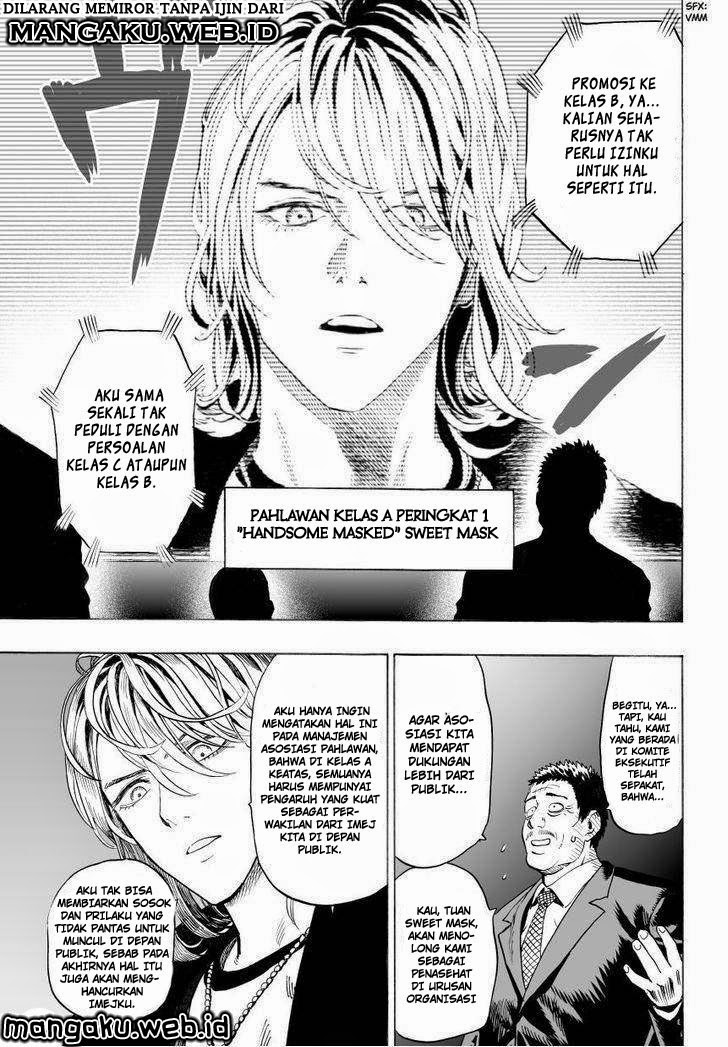 DILARANG MEMIROR TANPA IJIN DARI
MANGAKU.WEB.ID
SFX:
VMM
ヴ
ン
PROMOSI KE
KELAS B, YA...
KALIAN SEHA-
RUSNYA TAK
PERLU IZINKU
UNTUK HAL
SEPERTI ITU.
AKU SAMA
SEKALI TAK
PEDULI DENGAN
PERSOALAN
KELAS C ATAUPUN
KELAS B.
PAHLAWAN KELAS A PERINGKAT 1
"HANDSOME MASKED" SWEET MASK
BEGITU, YA...
TAPI, KAU
TAHU, KAMI
YANG BERADA
DI KOMITE
EKSEKUTIF
TELAH
SEPAKAT,
BAHWA...
AGAR ASO-
SIASI KITA
MENDAPAT
DUKUNGAN
LEBIH DARI
PUBLIK...
KAU, TUAN
SWEET MASK,
AKAN MENO-
LONG KAMI
SEBAGAI
PENASEHAT
DI URUSAN
ORGANISASI
AKU HANYA INGIN
MENGATAKAN HAL INI
PADA MANAJEMEN
ASOSIASI PAHLAWAN,
BAHWA DI KELAS A
KEATAS, SEMUANYA
HARUS MEMPUNYAI
PENGARUH YANG KUAT
SEBAGAI PER-
WAKILAN DARI IMEJ
KITA DI DEPAN
PUBLIK.
AKU TAK BISA
MEMBIARKAN SOSOK
DAN PRILAKU YANG
TIDAK PANTAS UNTUK
MUNCUL DI DEPAN
PUBLIK, SEBAB PADA
AKHIRNYA HAL ITU
JUGA AKAN MENG-
HANCURKAN
IMEJKU.
mangaku.web.id